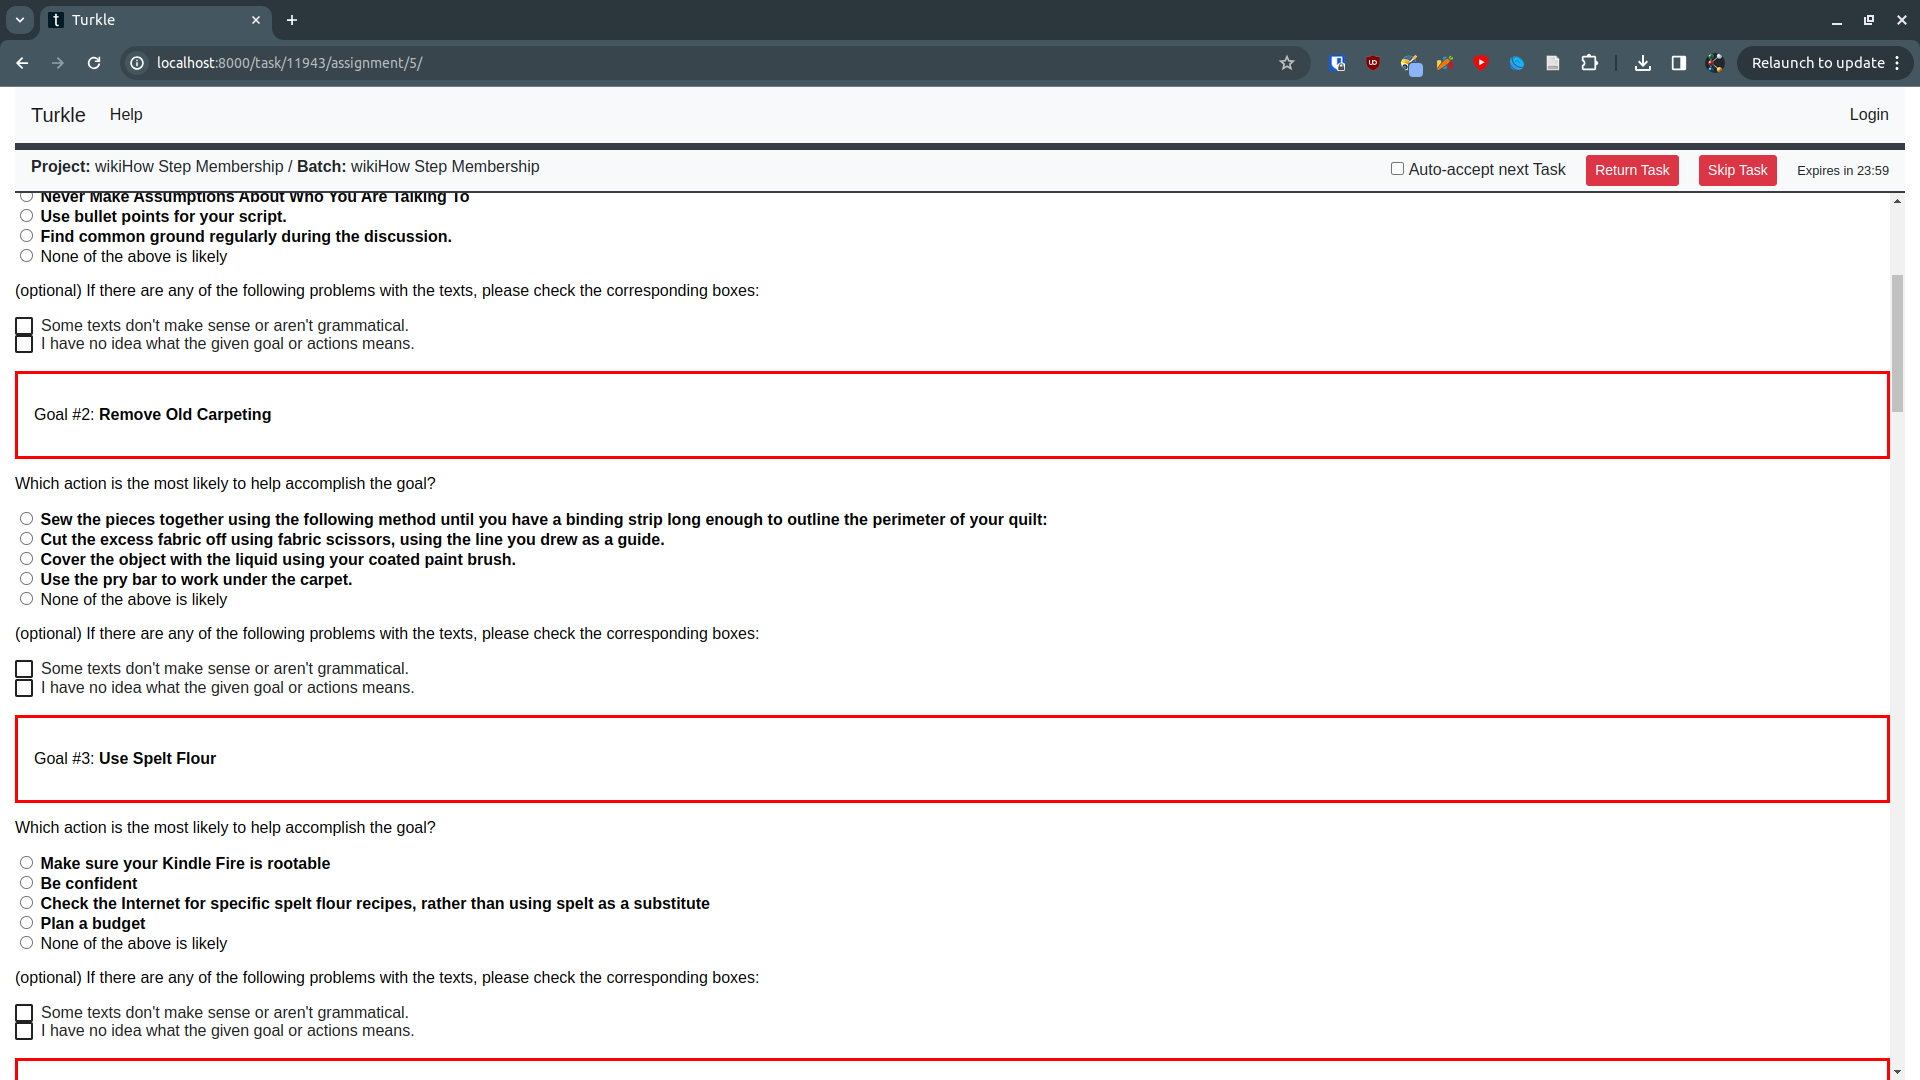 Turkle
localhost:8000/task/11943/assignment/5/
Relaunch to update
Turkle Help Login
Project: wikiHow Step Membership / Batch: wikiHow Step Membership
Auto-accept next Task Return Task Skip Task Expires in 23:59
Never Make Assumptions About Who You Are Talking To
Use bullet points for your script.
Find common ground regularly during the discussion.
None of the above is likely
(optional) If there are any of the following problems with the texts, please check the corresponding boxes:
Some texts don't make sense or aren't grammatical.
I have no idea what the given goal or actions means.
Goal #2: Remove Old Carpeting
Which action is the most likely to help accomplish the goal?
Sew the pieces together using the following method until you have a binding strip long enough to outline the perimeter of your quilt:
Cut the excess fabric off using fabric scissors, using the line you drew as a guide.
Cover the object with the liquid using your coated paint brush.
Use the pry bar to work under the carpet.
None of the above is likely
(optional) If there are any of the following problems with the texts, please check the corresponding boxes:
Some texts don't make sense or aren't grammatical.
I have no idea what the given goal or actions means.
Goal #3: Use Spelt Flour
Which action is the most likely to help accomplish the goal?
Make sure your Kindle Fire is rootable
Be confident
Check the Internet for specific spelt flour recipes, rather than using spelt as a substitute
Plan a budget
None of the above is likely
(optional) If there are any of the following problems with the texts, please check the corresponding boxes:
Some texts don't make sense or aren't grammatical.
I have no idea what the given goal or actions means.